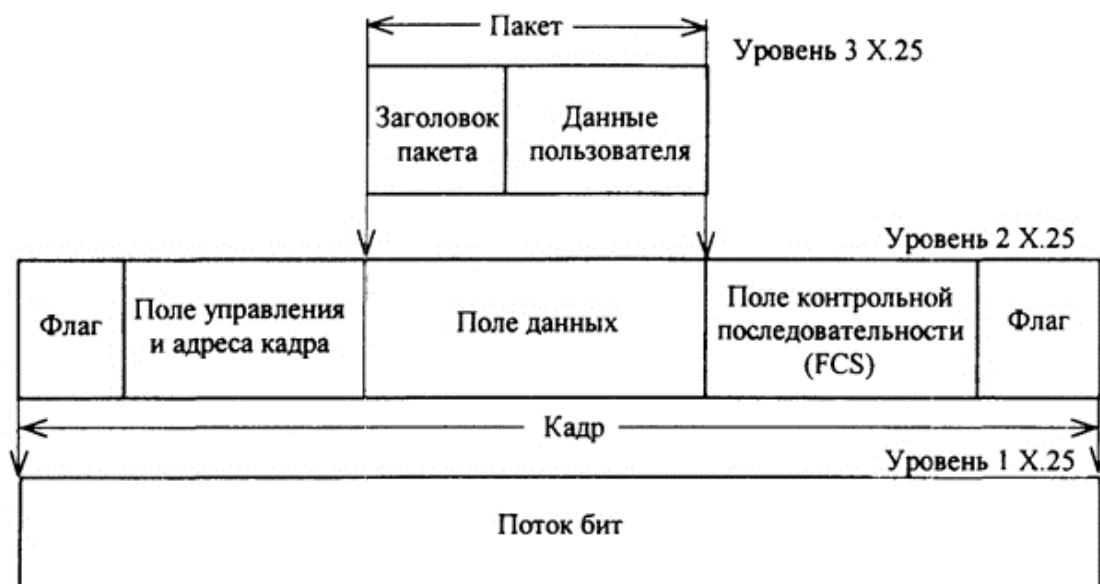 Пакет
Уровень 3 X.25
Заголовок
пакета
Данные
пользователя
Уровень 2 X.25
Флаг
Поле управления
и адреса кадра
Поле данных
Поле контрольной
последовательности
(FCS)
Флаг
Кадр
Уровень 1 X.25
Поток бит